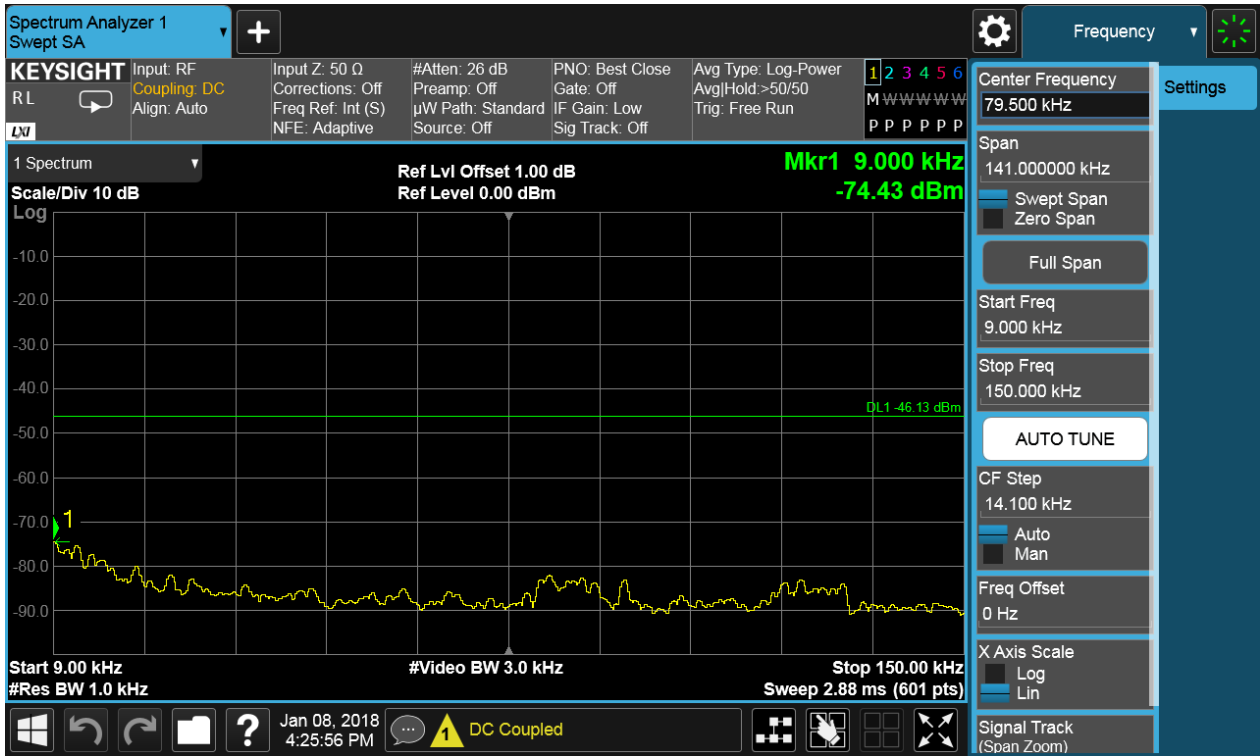 Spectrum Analyzer 1
Swept SA
Frequency
KEYSIGHT
R L
LXI
Input: RF
Coupling: DC
Align: Auto
Input Z: 50 Ω
Corrections: Off
Freq Ref: Int (S)
NFE: Adaptive
#Atten: 26 dB
Preamp: Off
µW Path: Standard
Source: Off
PNO: Best Close
Gate: Off
IF Gain: Low
Sig Track: Off
Avg Type: Log-Power
Avg|Hold:>50/50
Trig: Free Run
1 2 3 4 5 6
M W W W W W
P P P P P P
1 Spectrum
Scale/Div 10 dB
Log
Ref Lvl Offset 1.00 dB
Ref Level 0.00 dBm
Mkr1 9.000 kHz
-74.43 dBm
-10.0
-20.0
-30.0
-40.0
DL1 -46.13 dBm
-50.0
-60.0
-70.0
1
-80.0
-90.0
Start 9.00 kHz
#Res BW 1.0 kHz
#Video BW 3.0 kHz
Stop 150.00 kHz
Sweep 2.88 ms (601 pts)
Center Frequency
79.500 kHz
Span
141.000000 kHz
Swept Span
Zero Span
Full Span
Start Freq
9.000 kHz
Stop Freq
150.000 kHz
AUTO TUNE
CF Step
14.100 kHz
Auto
Man
Freq Offset
0 Hz
X Axis Scale
Log
Lin
Signal Track
(Span Zoom)
Settings
?
Jan 08, 2018
4:25:56 PM
1
DC Coupled